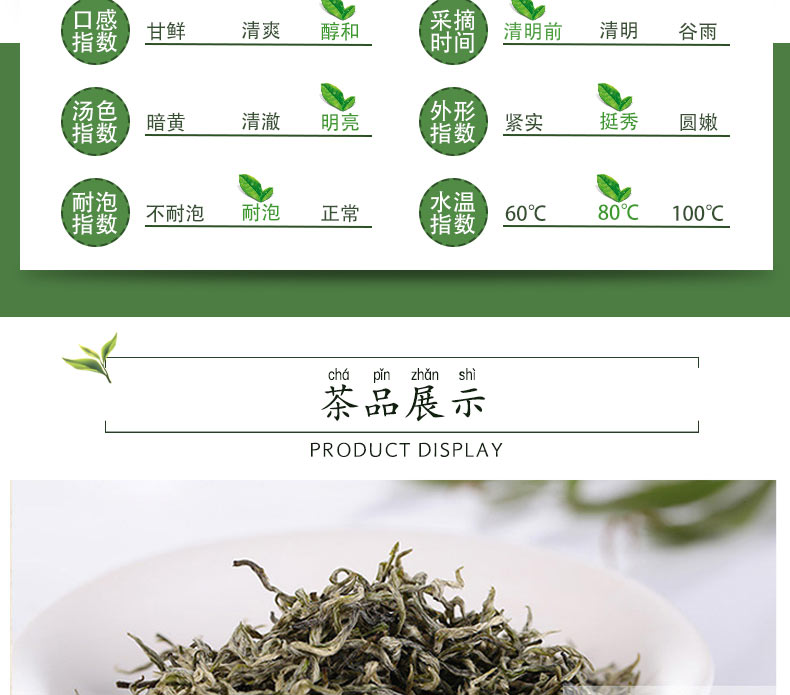 口感
指数
甘鲜 清爽 醇和
采摘
时间
清明前 清明 谷雨
汤色
指数
暗黄 清澈 明亮
外形
指数
紧实 挺秀 圆嫩
耐泡
指数
不耐泡 耐泡 正常
水温
指数
60℃ 80℃ 100℃
chá pǐn zhǎn shì
茶品展示
PRODUCT DISPLAY